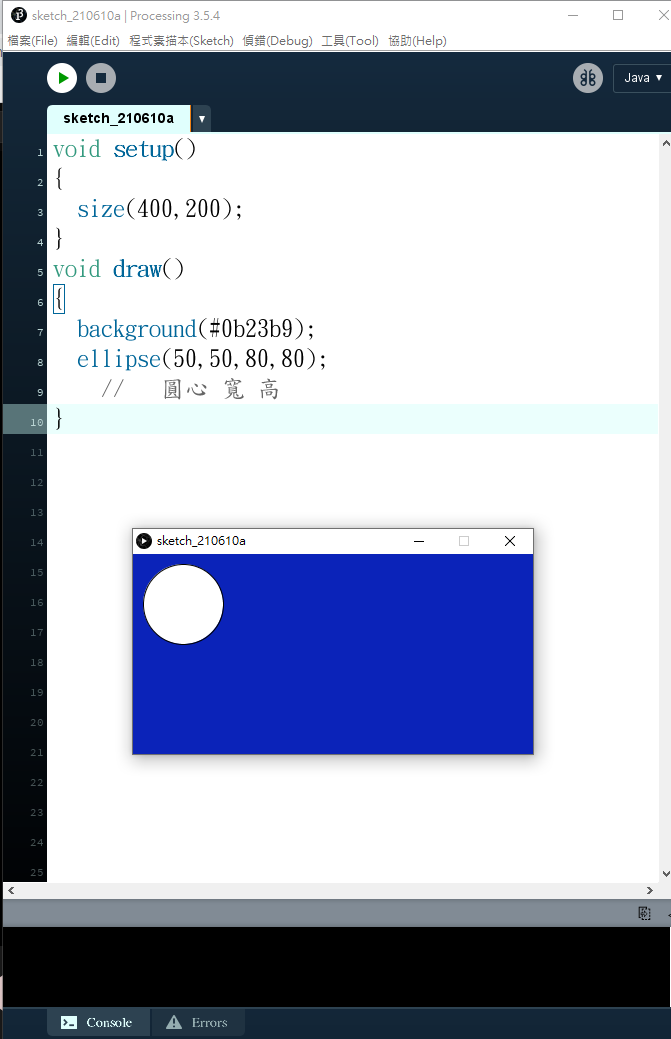 sketch_210610a | Processing 3.5.4
檔案(File) 編輯(Edit) 程式素描本(Sketch) 偵錯(Debug) 工具(Tool) 協助(Help)
Java ▼
sketch_210610a ▼
1 void setup()
2 {
3 size(400,200);
4 }
5 void draw()
6 {
7 background(#0b23b9);
8 ellipse(50,50,80,80);
9 // 圓心 寬 高
10 }
11
12
13
14
15
16
17
18
19
20
21
22
23
24
25
sketch_210610a
Console Errors